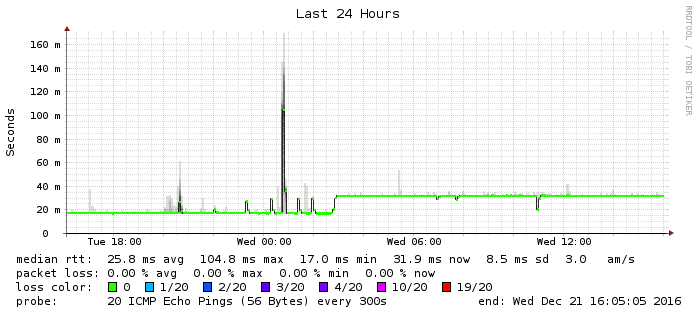 Last 24 Hours
RRDTOOL / TOBI OETIKER
Seconds
160 m
140 m
120 m
100 m
80 m
60 m
40 m
20 m
0
Tue 18:00 Wed 00:00 Wed 06:00 Wed 12:00
median rtt: 25.8 ms avg 104.8 ms max 17.0 ms min 31.9 ms now 8.5 ms sd 3.0 am/s
packet loss: 0.00 % avg 0.00 % max 0.00 % min 0.00 % now
loss color: 0 1/20 2/20 3/20 4/20 10/20 19/20
probe: 20 ICMP Echo Pings (56 Bytes) every 300s end: Wed Dec 21 16:05:05 2016